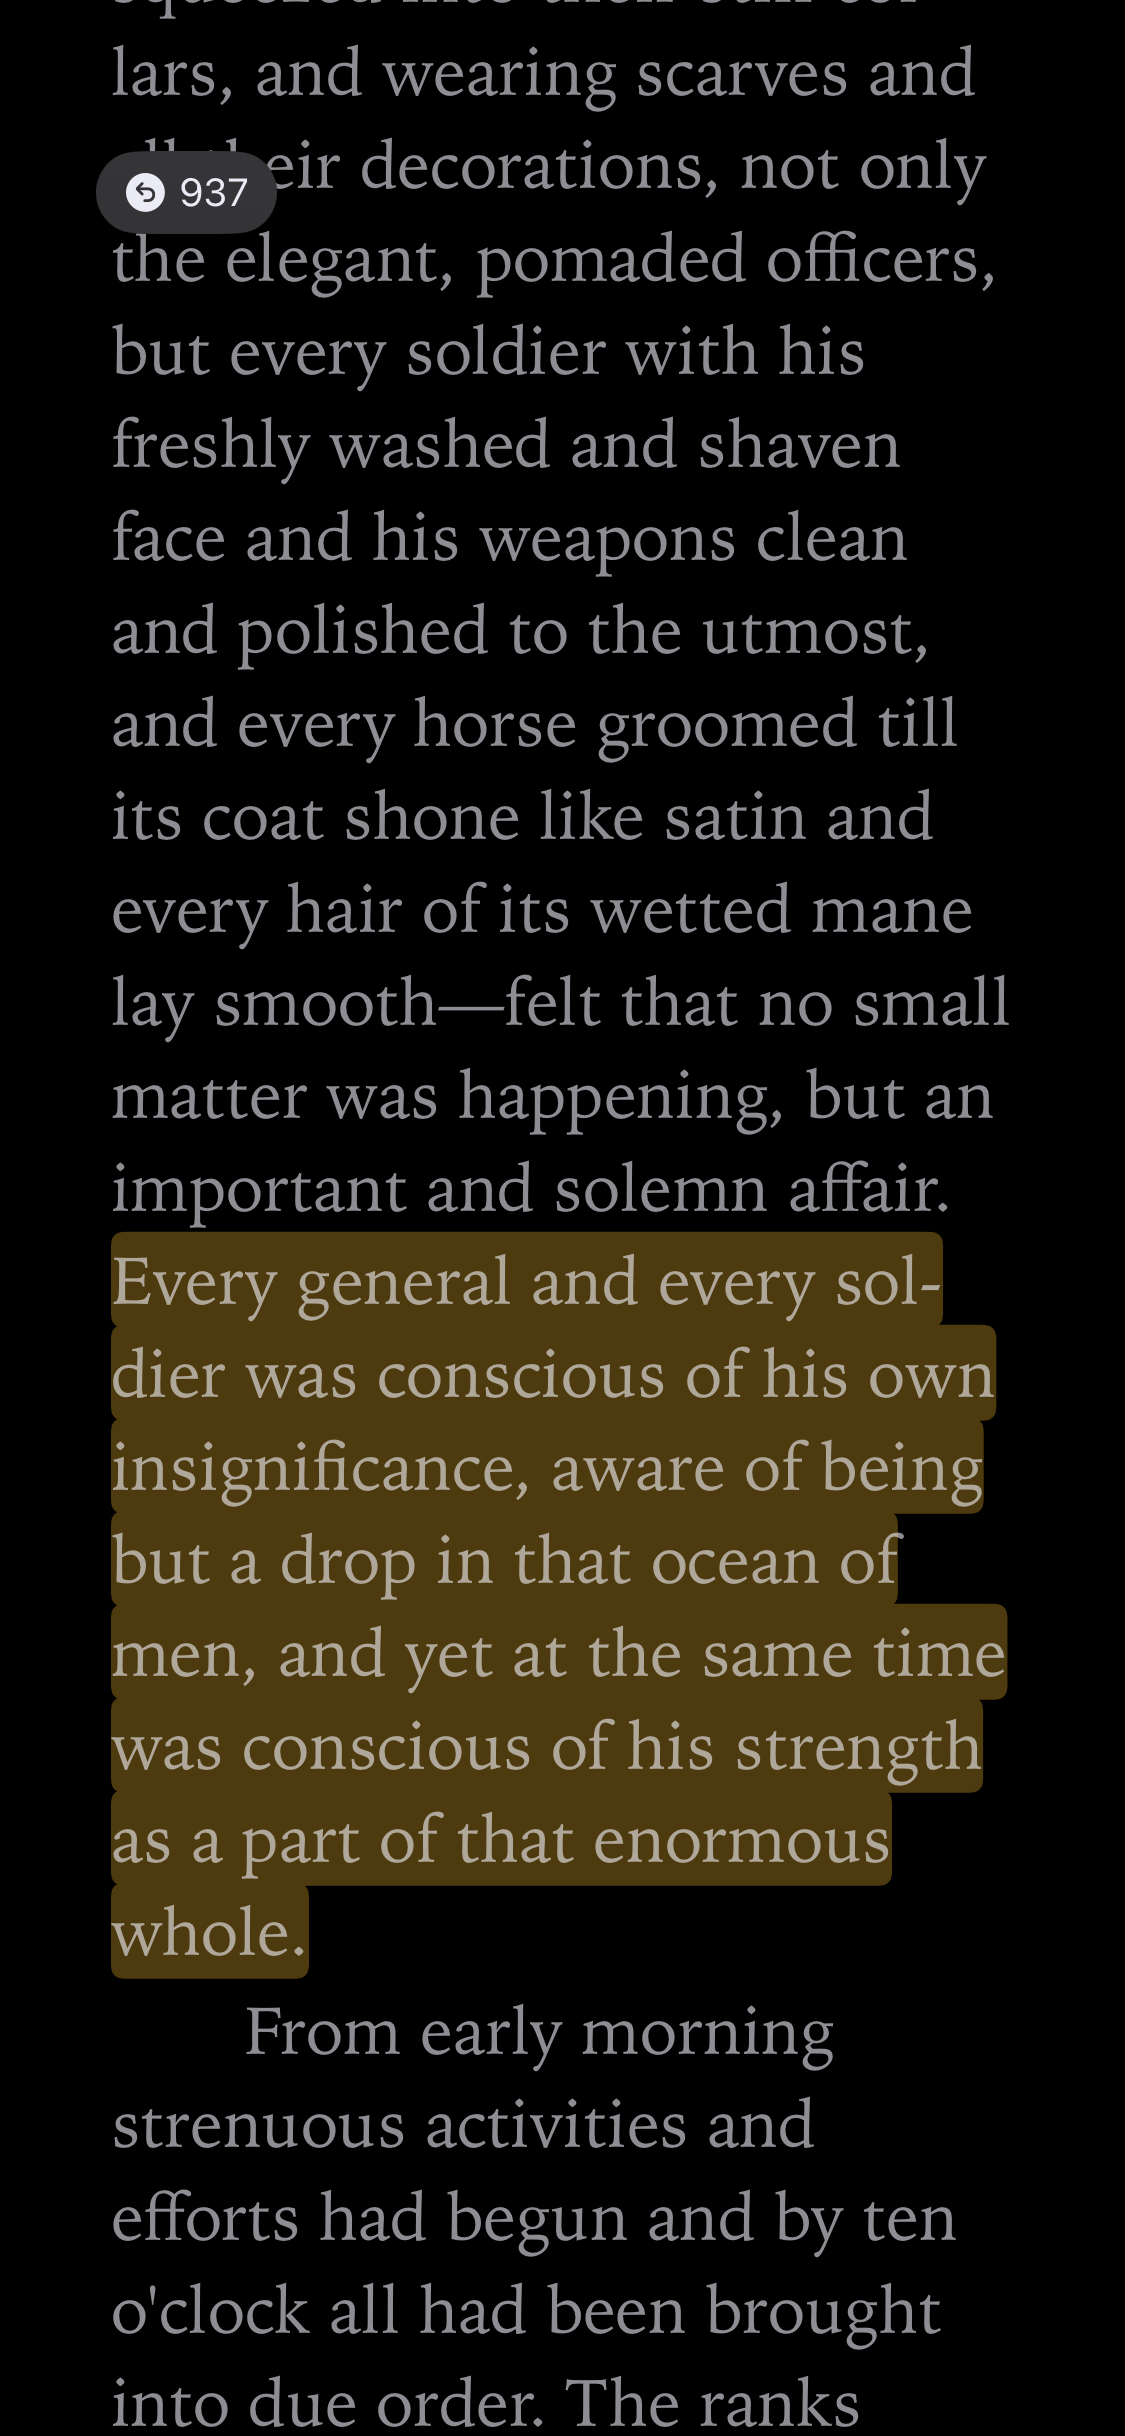 lars, and wearing scarves and
937
their decorations, not only
the elegant, pomaded officers,
but every soldier with his
freshly washed and shaven
face and his weapons clean
and polished to the utmost,
and every horse groomed till
its coat shone like satin and
every hair of its wetted mane
lay smooth—felt that no small
matter was happening, but an
important and solemn affair.
Every general and every sol-
dier was conscious of his own
insignificance, aware of being
but a drop in that ocean of
men, and yet at the same time
was conscious of his strength
as a part of that enormous
whole.
From early morning
strenuous activities and
efforts had begun and by ten
o'clock all had been brought
into due order. The ranks